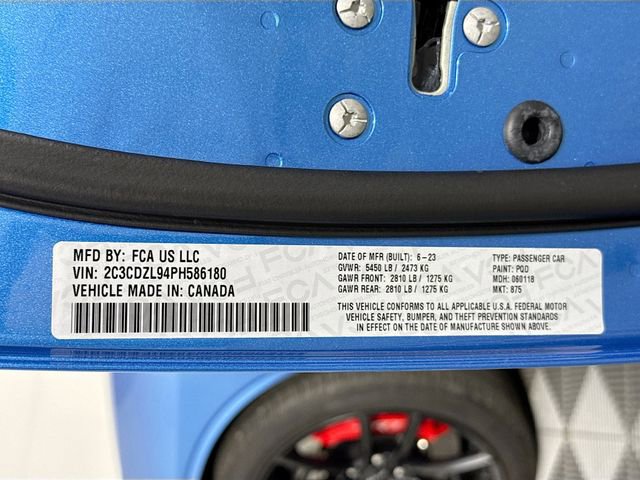 MFD BY: FCA US LLC
VIN: 2C3CDZL94PH586180
VEHICLE MADE IN: CANADA
DATE OF MFR (BUILT): 6-23
GVWR: 5450 LB / 2473 KG
GAWR FRONT: 2810 LB / 1275 KG
GAWR REAR: 2810 LB / 1275 KG
TYPE: PASSENGER CAR
PAINT: PQD
MDH: 060118
MKT: 875
THIS VEHICLE CONFORMS TO ALL APPLICABLE U.S.A. FEDERAL MOTOR
VEHICLE SAFETY, BUMPER, AND THEFT PREVENTION STANDARDS
IN EFFECT ON THE DATE OF MANUFACTURE SHOWN ABOVE.